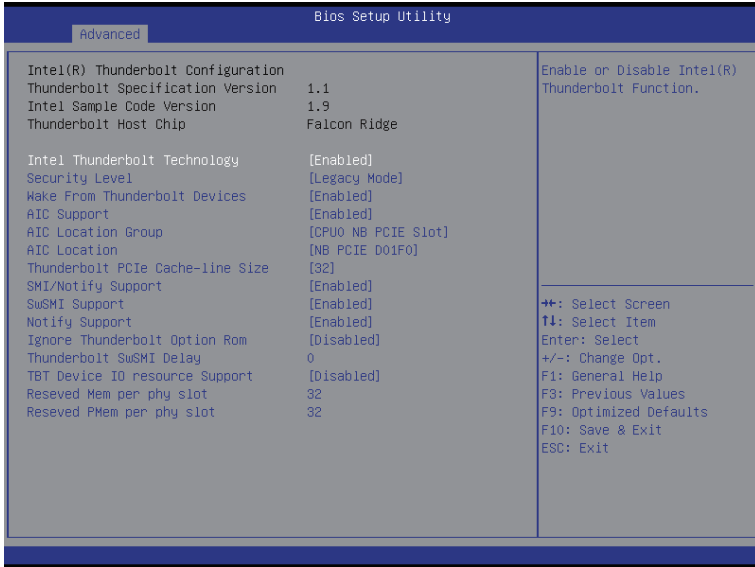 Bios Setup Utility
Advanced
Intel(R) Thunderbolt Configuration
Thunderbolt Specification Version 1.1
Intel Sample Code Version 1.9
Thunderbolt Host Chip Falcon Ridge
Intel Thunderbolt Technology [Enabled]
Security Level [Legacy Mode]
Wake From Thunderbolt Devices [Enabled]
AIC Support [Enabled]
AIC Location Group [CPU0 NB PCIE Slot]
AIC Location [NB PCIE D01F0]
Thunderbolt PCIe Cache-line Size [32]
SMI/Notify Support [Enabled]
SwSMI Support [Enabled]
Notify Support [Enabled]
Ignore Thunderbolt Option Rom [Disabled]
Thunderbolt SwSMI Delay 0
TBT Device IO resource Support [Disabled]
Reseved Mem per phy slot 32
Reseved PMem per phy slot 32
Enable or Disable Intel(R)
Thunderbolt Function.
→←: Select Screen
↑↓: Select Item
Enter: Select
+/-: Change Opt.
F1: General Help
F3: Previous Values
F9: Optimized Defaults
F10: Save & Exit
ESC: Exit